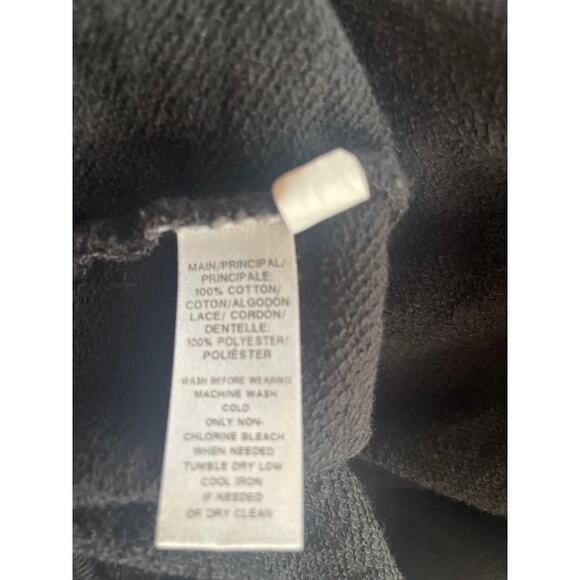 MAIN/PRINCIPAL/
PRINCIPALE:
100% COTTON/
COTON/ALGODÓN
LACE/ CORDÓN/
DENTELLE:
100% POLYESTER/
POLIÉSTER
WASH BEFORE WEARING
MACHINE WASH
COLD
ONLY NON-
CHLORINE BLEACH
WHEN NEEDED
TUMBLE DRY LOW
COOL IRON
IF NEEDED
OR DRY CLEAN